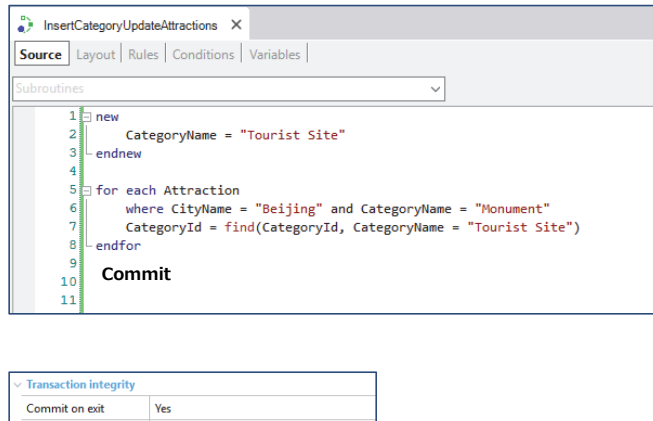 InsertCategoryUpdateAttractions X
Source Layout Rules Conditions Variables
Subroutines
1 new
2 CategoryName = "Tourist Site"
3 endnew
4
5 for each Attraction
6 where CityName = "Beijing" and CategoryName = "Monument"
7 CategoryId = find(CategoryId, CategoryName = "Tourist Site")
8 endfor
9
10 Commit
11
Transaction integrity
Commit on exit Yes